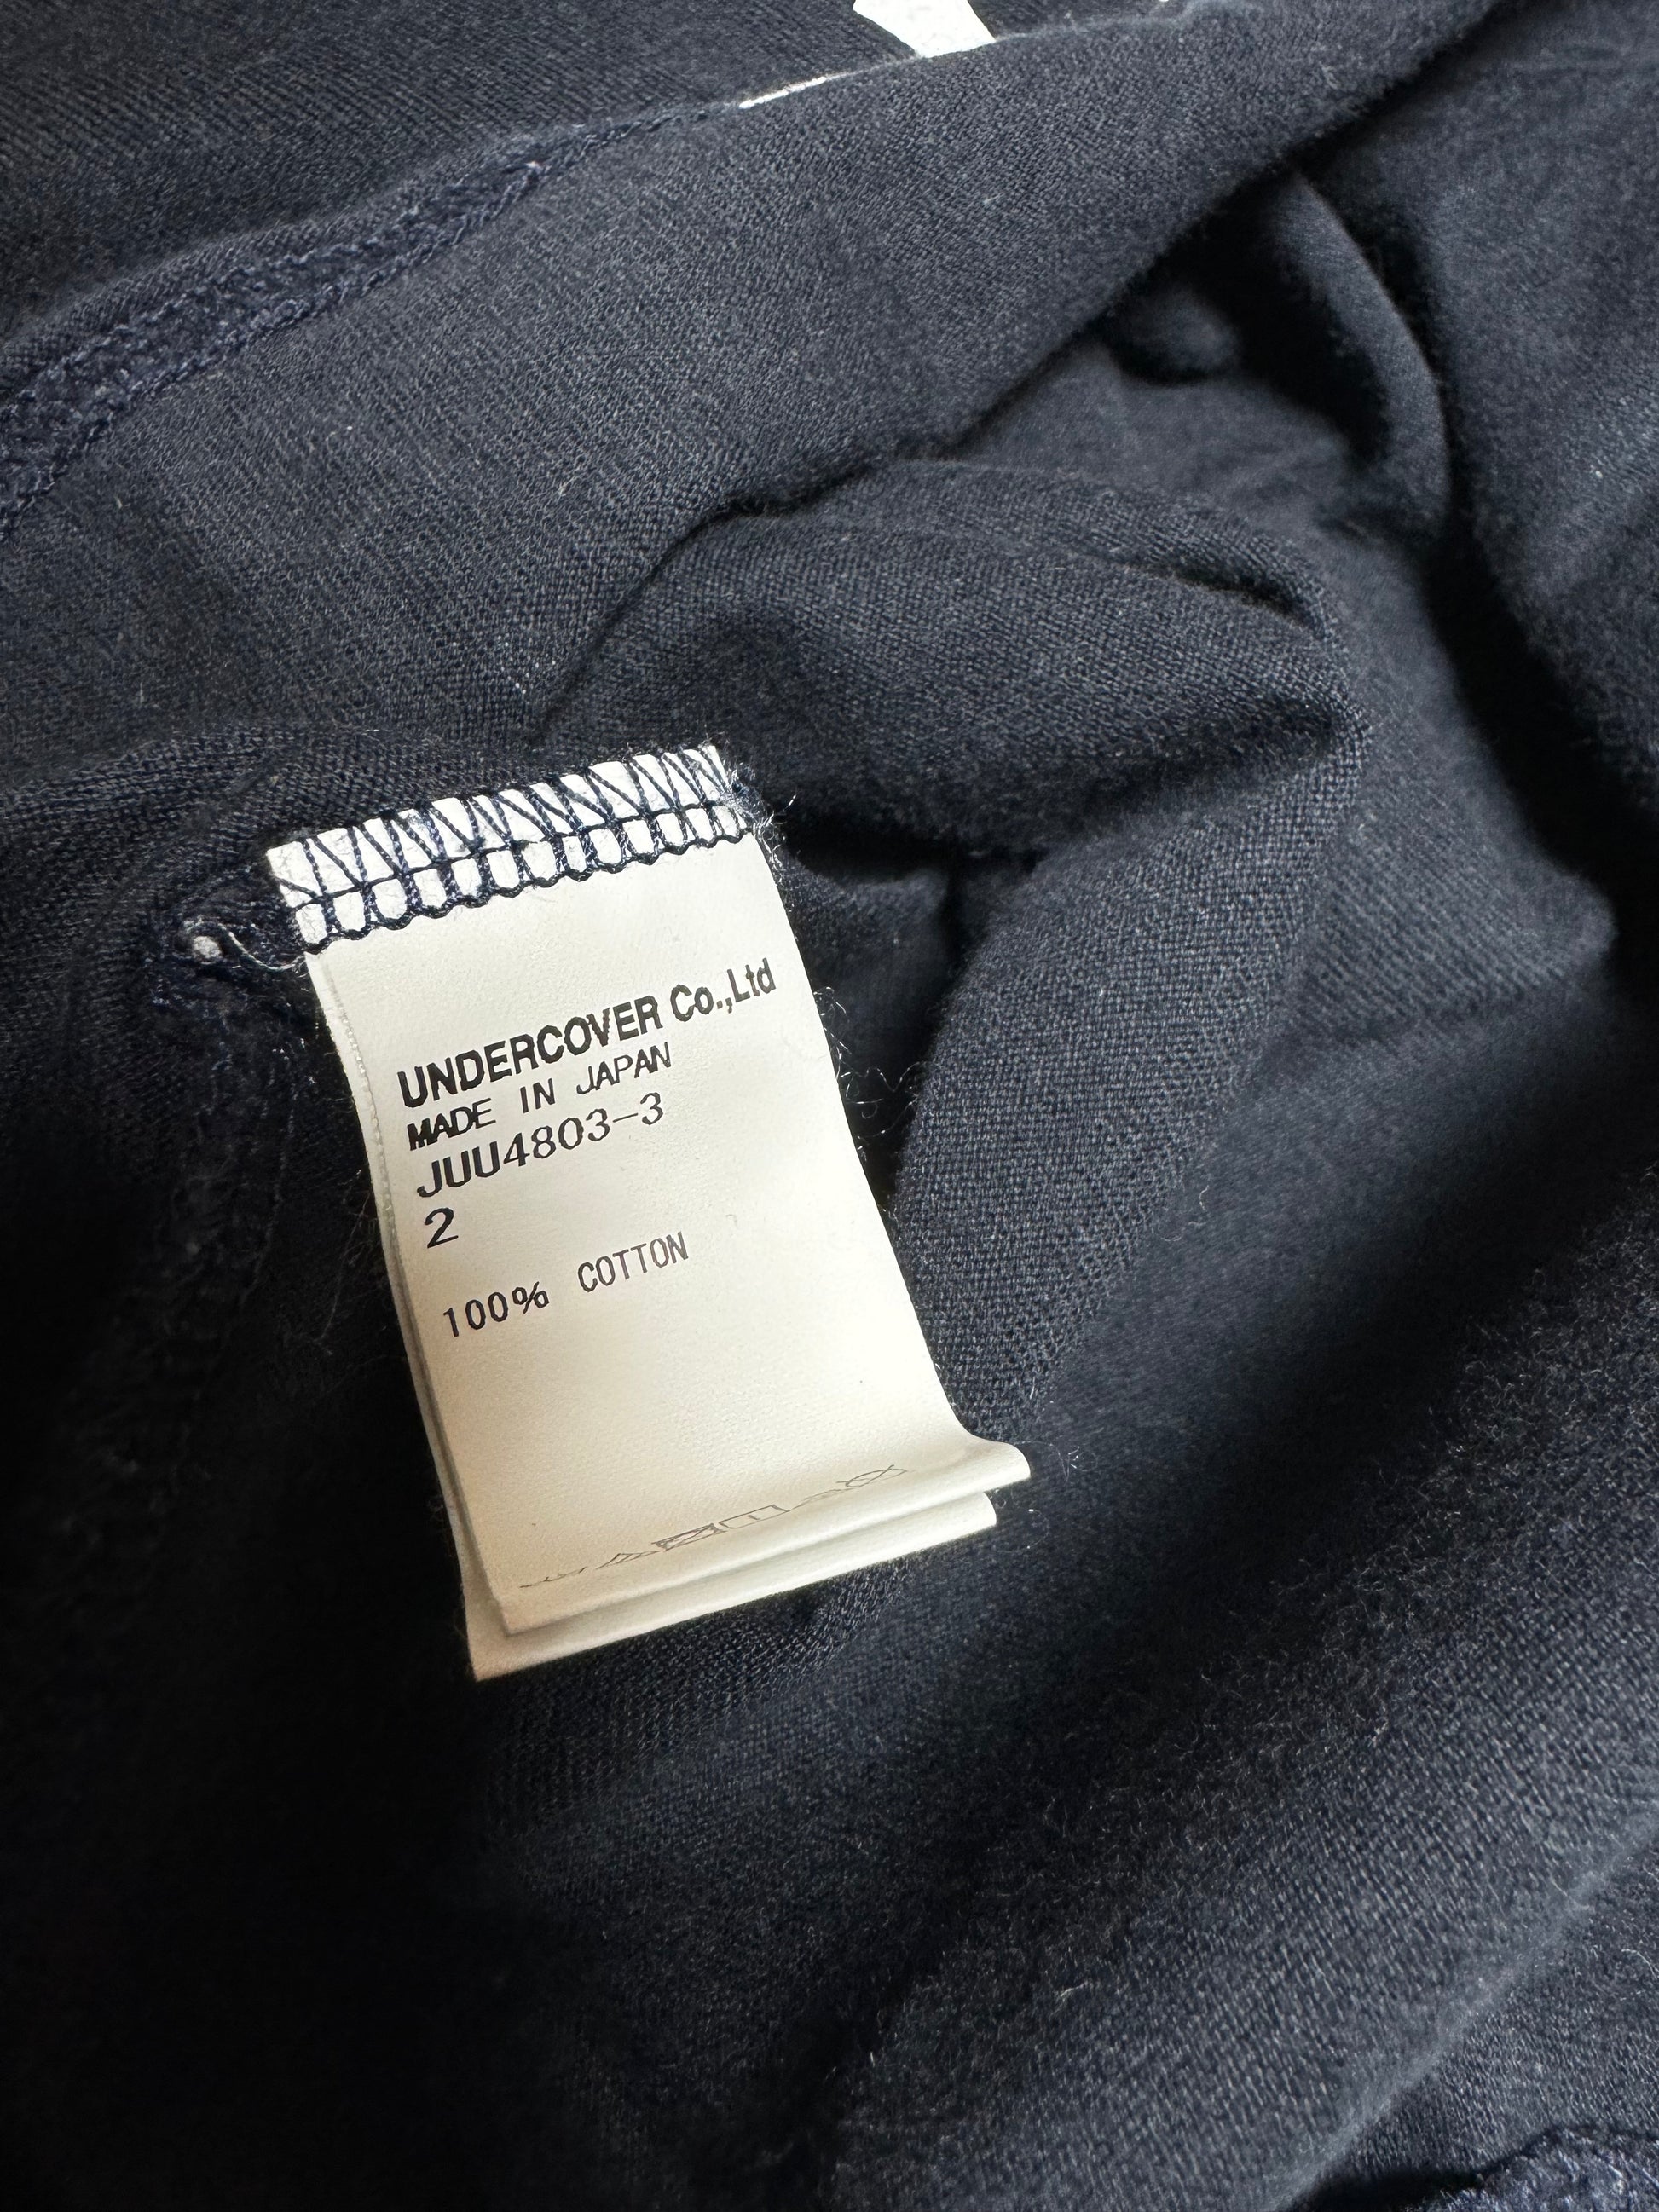 UNDERCOVER Co.,Ltd
MADE IN JAPAN
JUU4803-3
2
100% COTTON